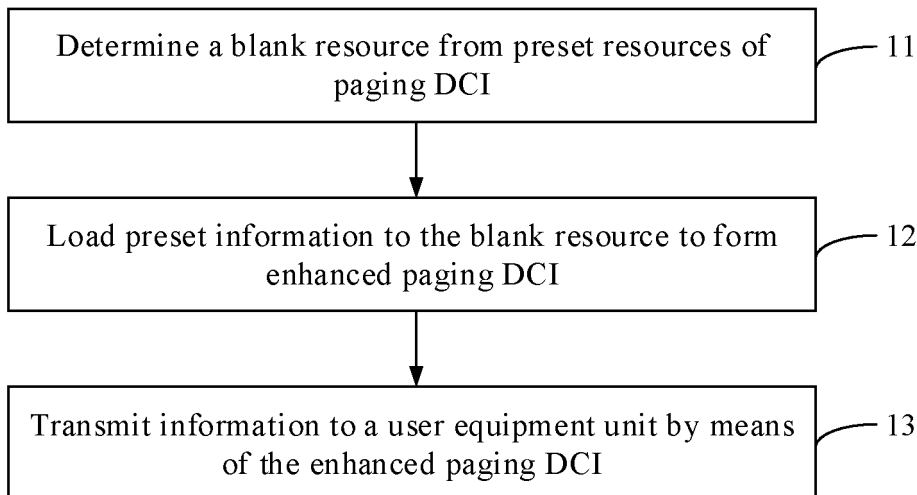 Determine a blank resource from preset resources of
paging DCI
11
Load preset information to the blank resource to form
enhanced paging DCI
12
Transmit information to a user equipment unit by means
of the enhanced paging DCI
13